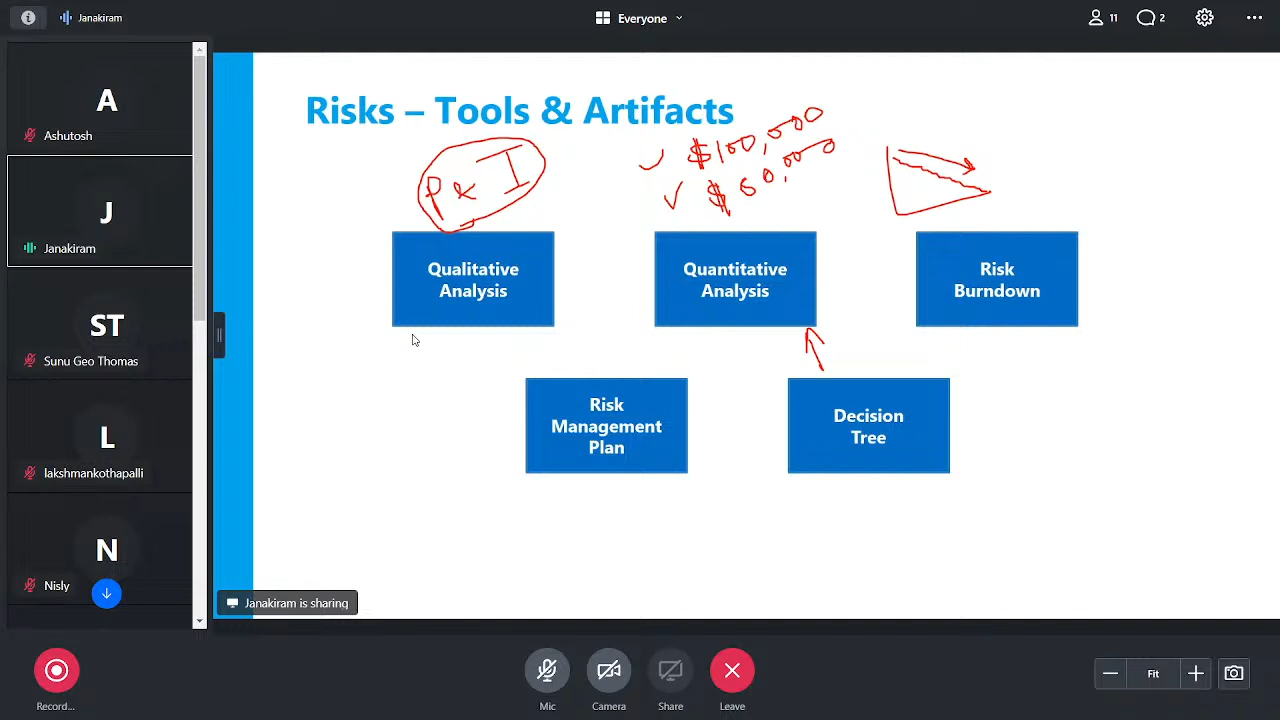 Janakiram
Everyone
11
2
A
Ashutosh
J
Janakiram
ST
Sunu Geo Thomas
L
lakshmankothapalli
N
Nisly
Risks – Tools & Artifacts
P & I
$100,000
$60,000
Qualitative
Analysis
Quantitative
Analysis
Risk
Burndown
Risk
Management
Plan
Decision
Tree
Janakiram is sharing
Record...
Mic
Camera
Share
Leave
Fit